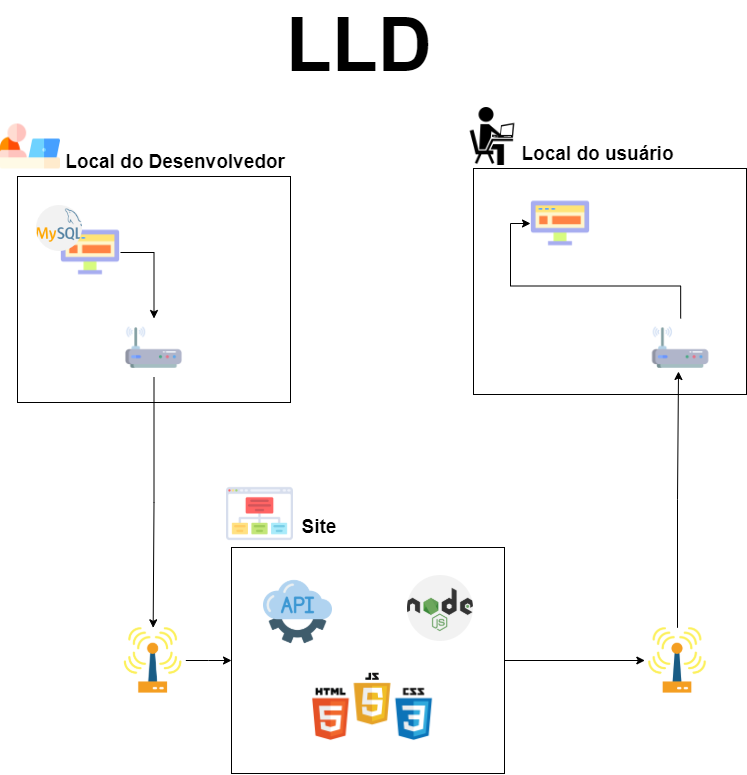 LLD
Local do Desenvolvedor
Local do usuário
MySQL
Site
API
node
JS
HTML
JS
CSS
5
5
3